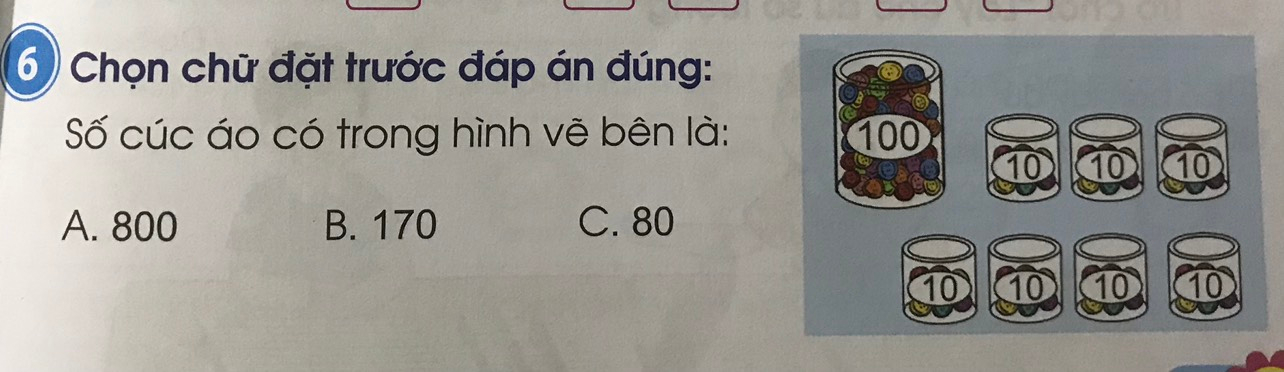 6 Chọn chữ đặt trước đáp án đúng:
Số cúc áo có trong hình vẽ bên là:
A. 800 B. 170 C. 80
100
10 10 10
10 10 10 10